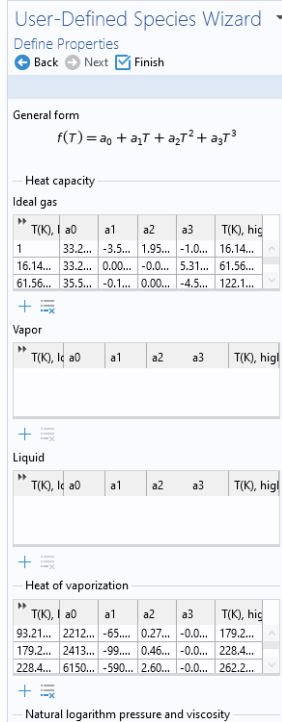 User-Defined Species Wizard
Define Properties
Back Next Finish
General form
f(T) = a0 + a1T + a2T² + a3T³
Heat capacity
Ideal gas
T(K), l a0 a1 a2 a3 T(K), hig
1 33.2... -3.5... 1.95... -1.0... 16.14...
16.14... 33.2... 0.00... -0.0... 5.31... 61.56...
61.56... 35.5... -0.1... 0.00... -4.5... 122.1...
Vapor
T(K), lo a0 a1 a2 a3 T(K), higl
Liquid
T(K), lo a0 a1 a2 a3 T(K), higl
Heat of vaporization
T(K), l a0 a1 a2 a3 T(K), hig
93.21... 2212... -65.... 0.27... -0.0... 179.2...
179.2... 2413... -99.... 0.46... -0.0... 228.4...
228.4... 6150... -590... 2.60... -0.0... 262.2...
Natural logarithm pressure and viscosity